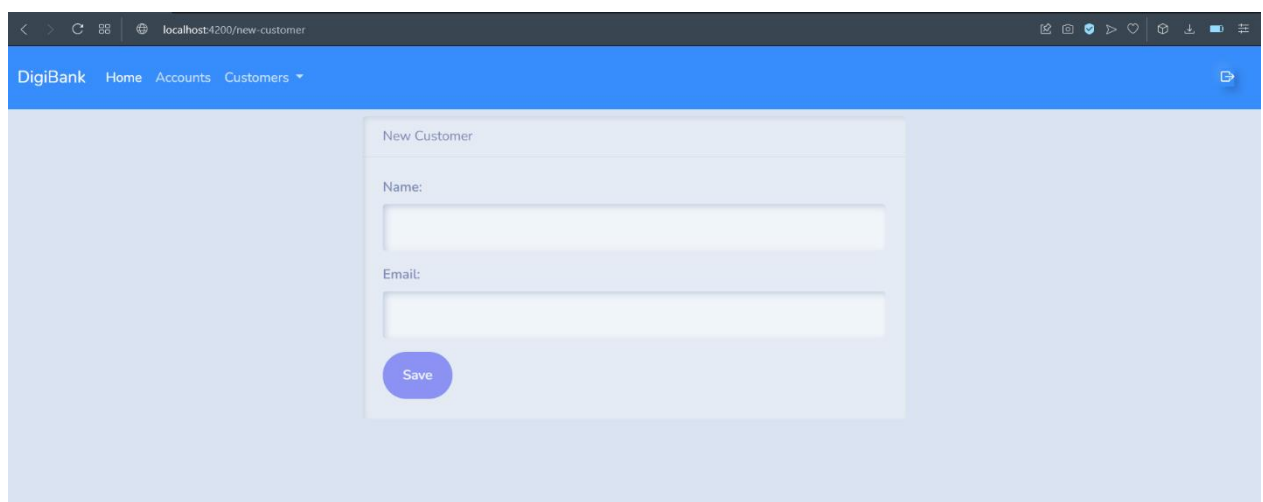 localhost:4200/new-customer
DigiBank Home Accounts Customers
New Customer
Name:
Email:
Save